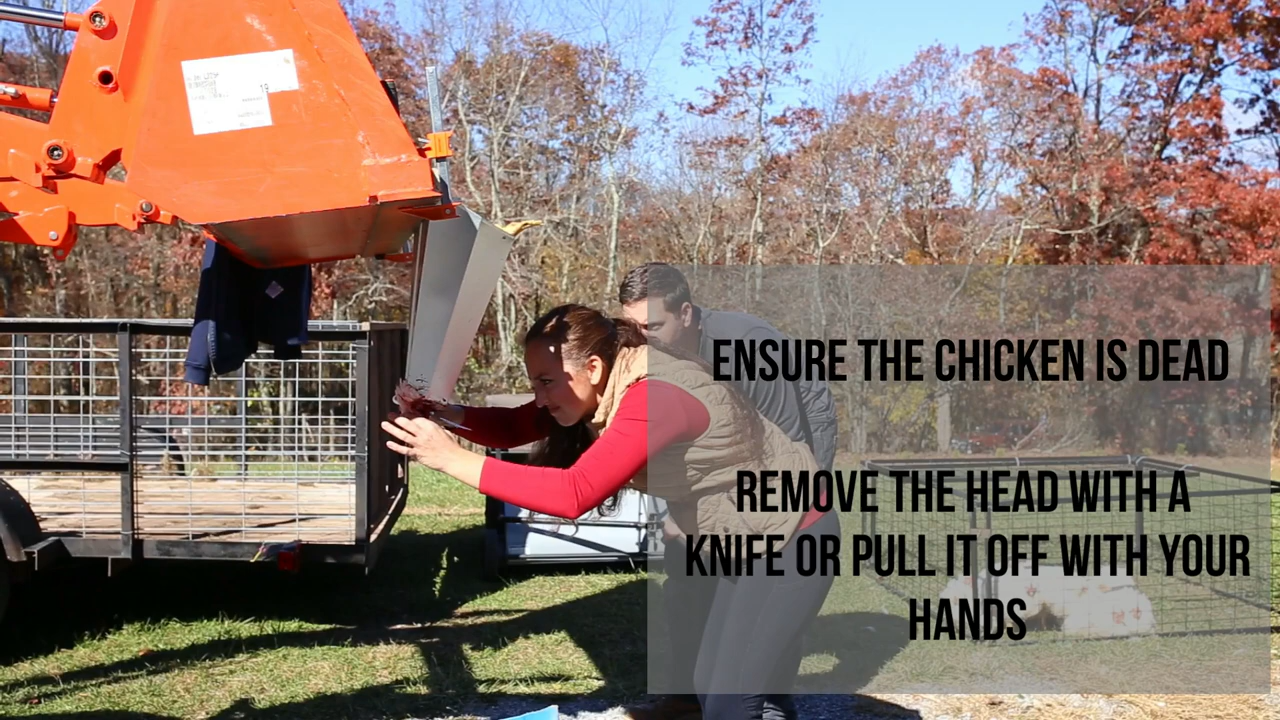 ENSURE THE CHICKEN IS DEAD
REMOVE THE HEAD WITH A
KNIFE OR PULL IT OFF WITH YOUR
HANDS